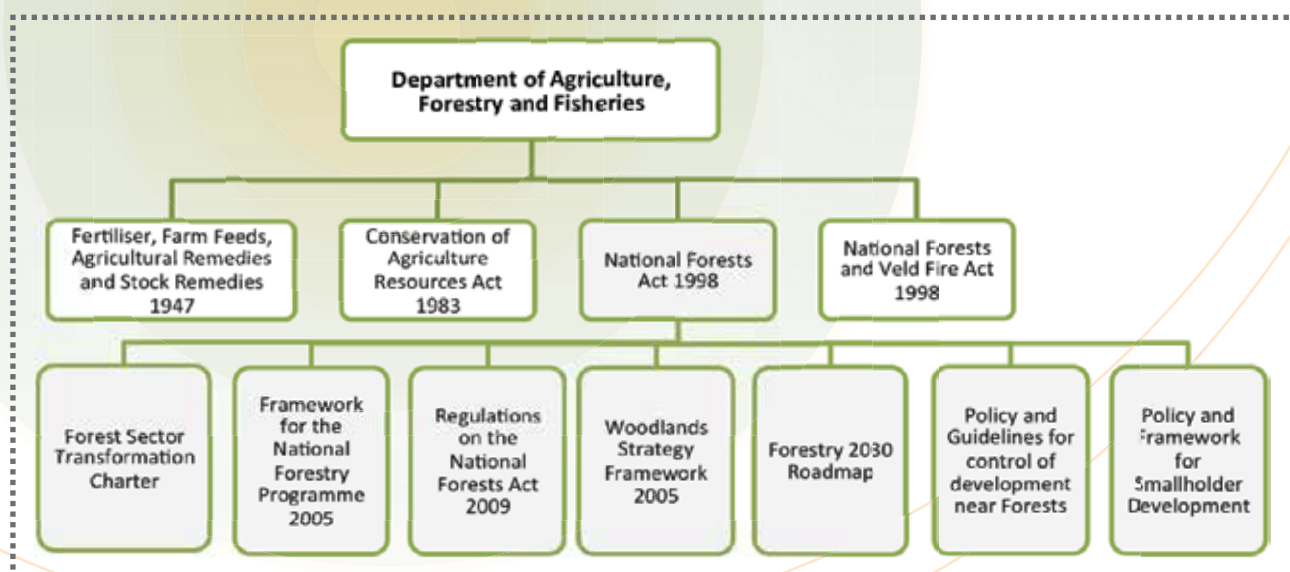 Department of Agriculture,
Forestry and Fisheries
Fertiliser, Farm Feeds,
Agricultural Remedies
and Stock Remedies
1947
Conservation of
Agriculture
Resources Act
1983
National Forests
Act 1998
National Forests
and Veld Fire Act
1998
Forest Sector
Transformation
Charter
Framework
for the
National
Forestry
Programme
2005
Regulations
on the
National
Forests Act
2009
Woodlands
Strategy
Framework
2005
Forestry 2030
Roadmap
Policy and
Guidelines for
control of
development
near Forests
Policy and
Framework
for
Smallholder
Development